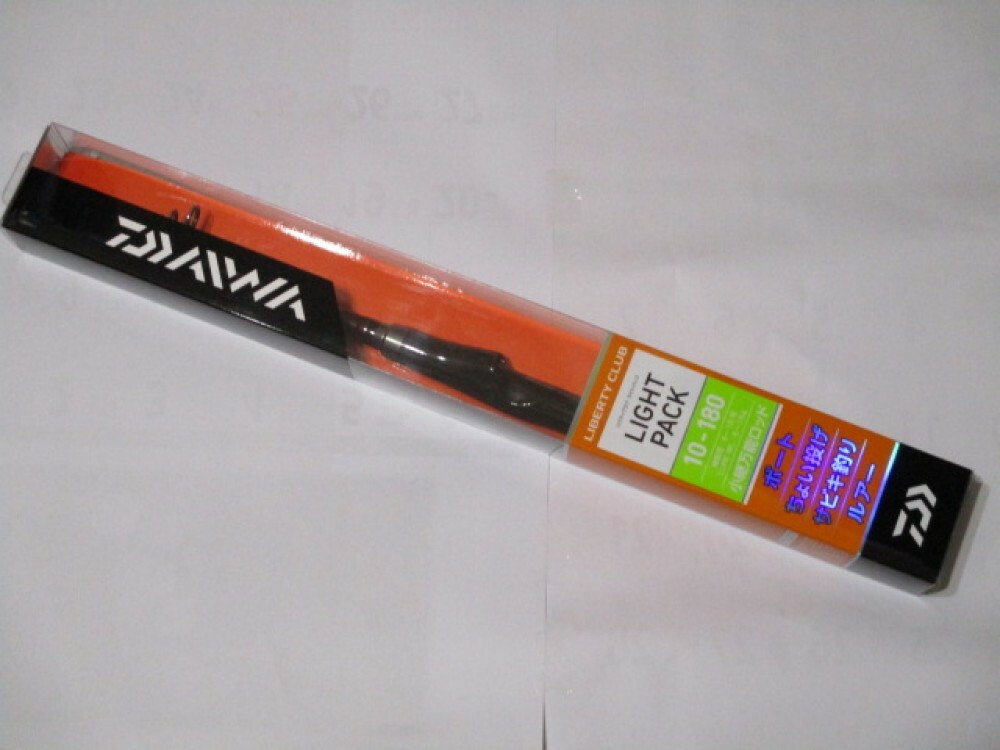 DAIWA
LIBERTY CLUB
LIGHT
PACK
10-180
小継万能ロッド
ボート
ちょい投げ
サビキ釣り
ルアー